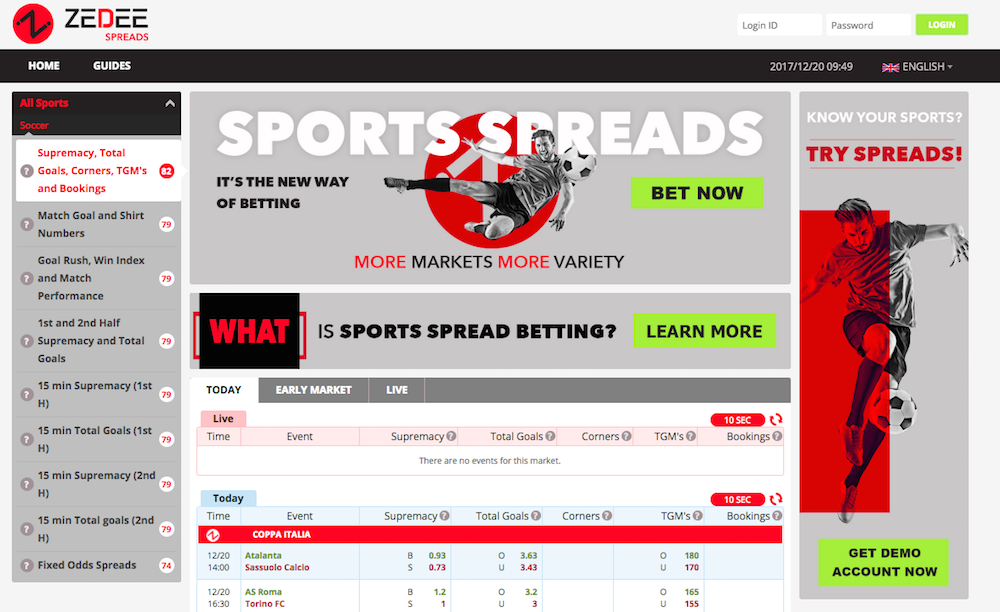 ZEDEE
SPREADS
Login ID
Password
LOGIN
HOME
GUIDES
2017/12/20 09:49
ENGLISH
All Sports
Soccer
Supremacy, Total
Goals, Corners, TGM's
and Bookings
82
Match Goal and Shirt
Numbers
79
Goal Rush, Win Index
and Match
Performance
79
1st and 2nd Half
Supremacy and Total
Goals
79
15 min Supremacy (1st
H)
79
15 min Total Goals (1st
H)
79
15 min Supremacy (2nd
H)
79
15 min Total goals (2nd
H)
79
Fixed Odds Spreads
74
SPORTS SPREADS
IT'S THE NEW WAY
OF BETTING
BET NOW
MORE MARKETS MORE VARIETY
WHAT IS SPORTS SPREAD BETTING?
LEARN MORE
TODAY
EARLY MARKET
LIVE
Live
10 SEC
Time Event Supremacy ? Total Goals ? Corners ? TGM's ? Bookings ?
There are no events for this market.
Today
10 SEC
Time Event Supremacy ? Total Goals ? Corners ? TGM's ? Bookings ?
COPPA ITALIA
12/20 Atalanta B 0.93 O 3.63 O 180
14:00 Sassuolo Calcio S 0.73 U 3.43 U 170
12/20 AS Roma B 1.2 O 3.2 O 165
16:30 Torino FC S 1 U 3 U 155
KNOW YOUR SPORTS?
TRY SPREADS!
GET DEMO
ACCOUNT NOW